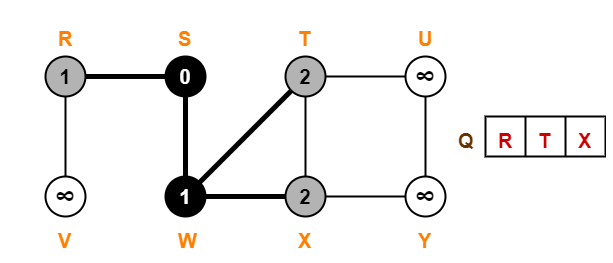 R S T U
1 0 2 ∞
Q R T X
∞ 1 2 ∞
V W X Y